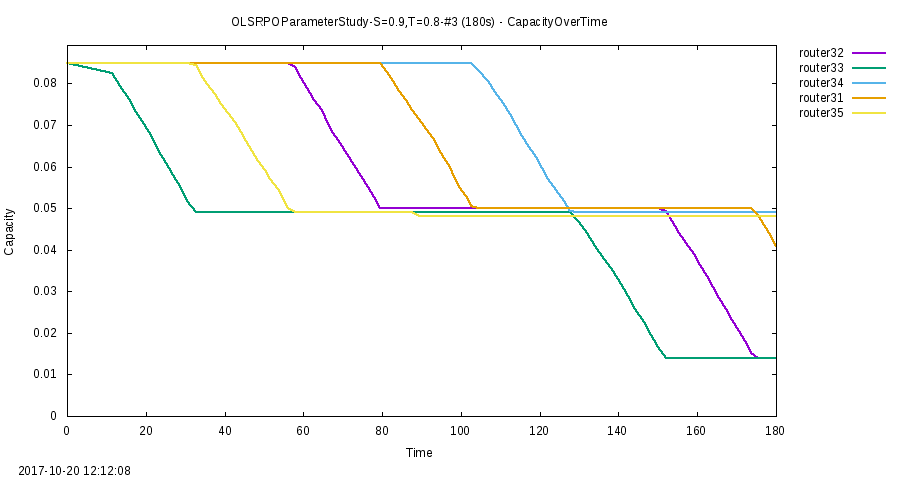 OLSRPOParameterStudy-S=0.9,T=0.8-#3 (180s) - CapacityOverTime
router32
router33
router34
router31
router35
0.08
0.07
0.06
0.05
0.04
0.03
0.02
0.01
0
Capacity
0 20 40 60 80 100 120 140 160 180
Time
2017-10-20 12:12:08